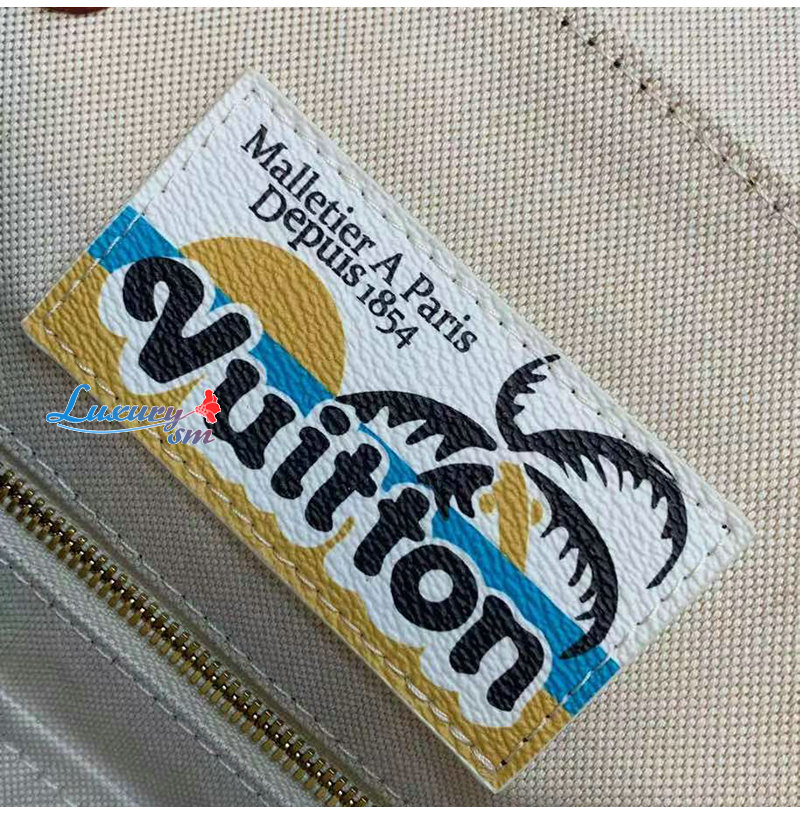 Malletier A Paris
Depuis 1854
Vuitton
Luxury
sm